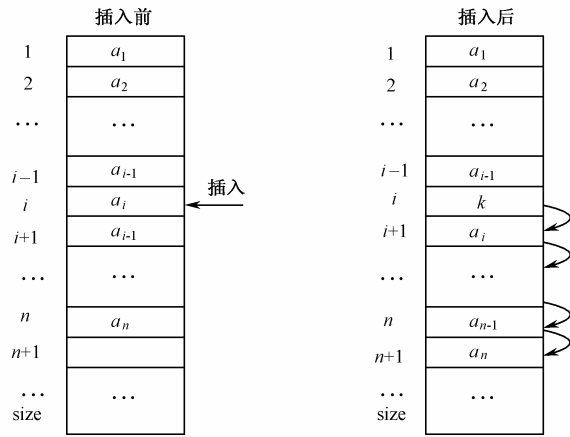 插入前
1 a1
2 a2
… …
i–1 ai-1
i ai
插入
i+1 ai-1
… …
n an
n+1
… …
size
插入后
1 a1
2 a2
… …
i–1 ai-1
i k
i+1 ai
… …
n an-1
n+1 an
… …
size